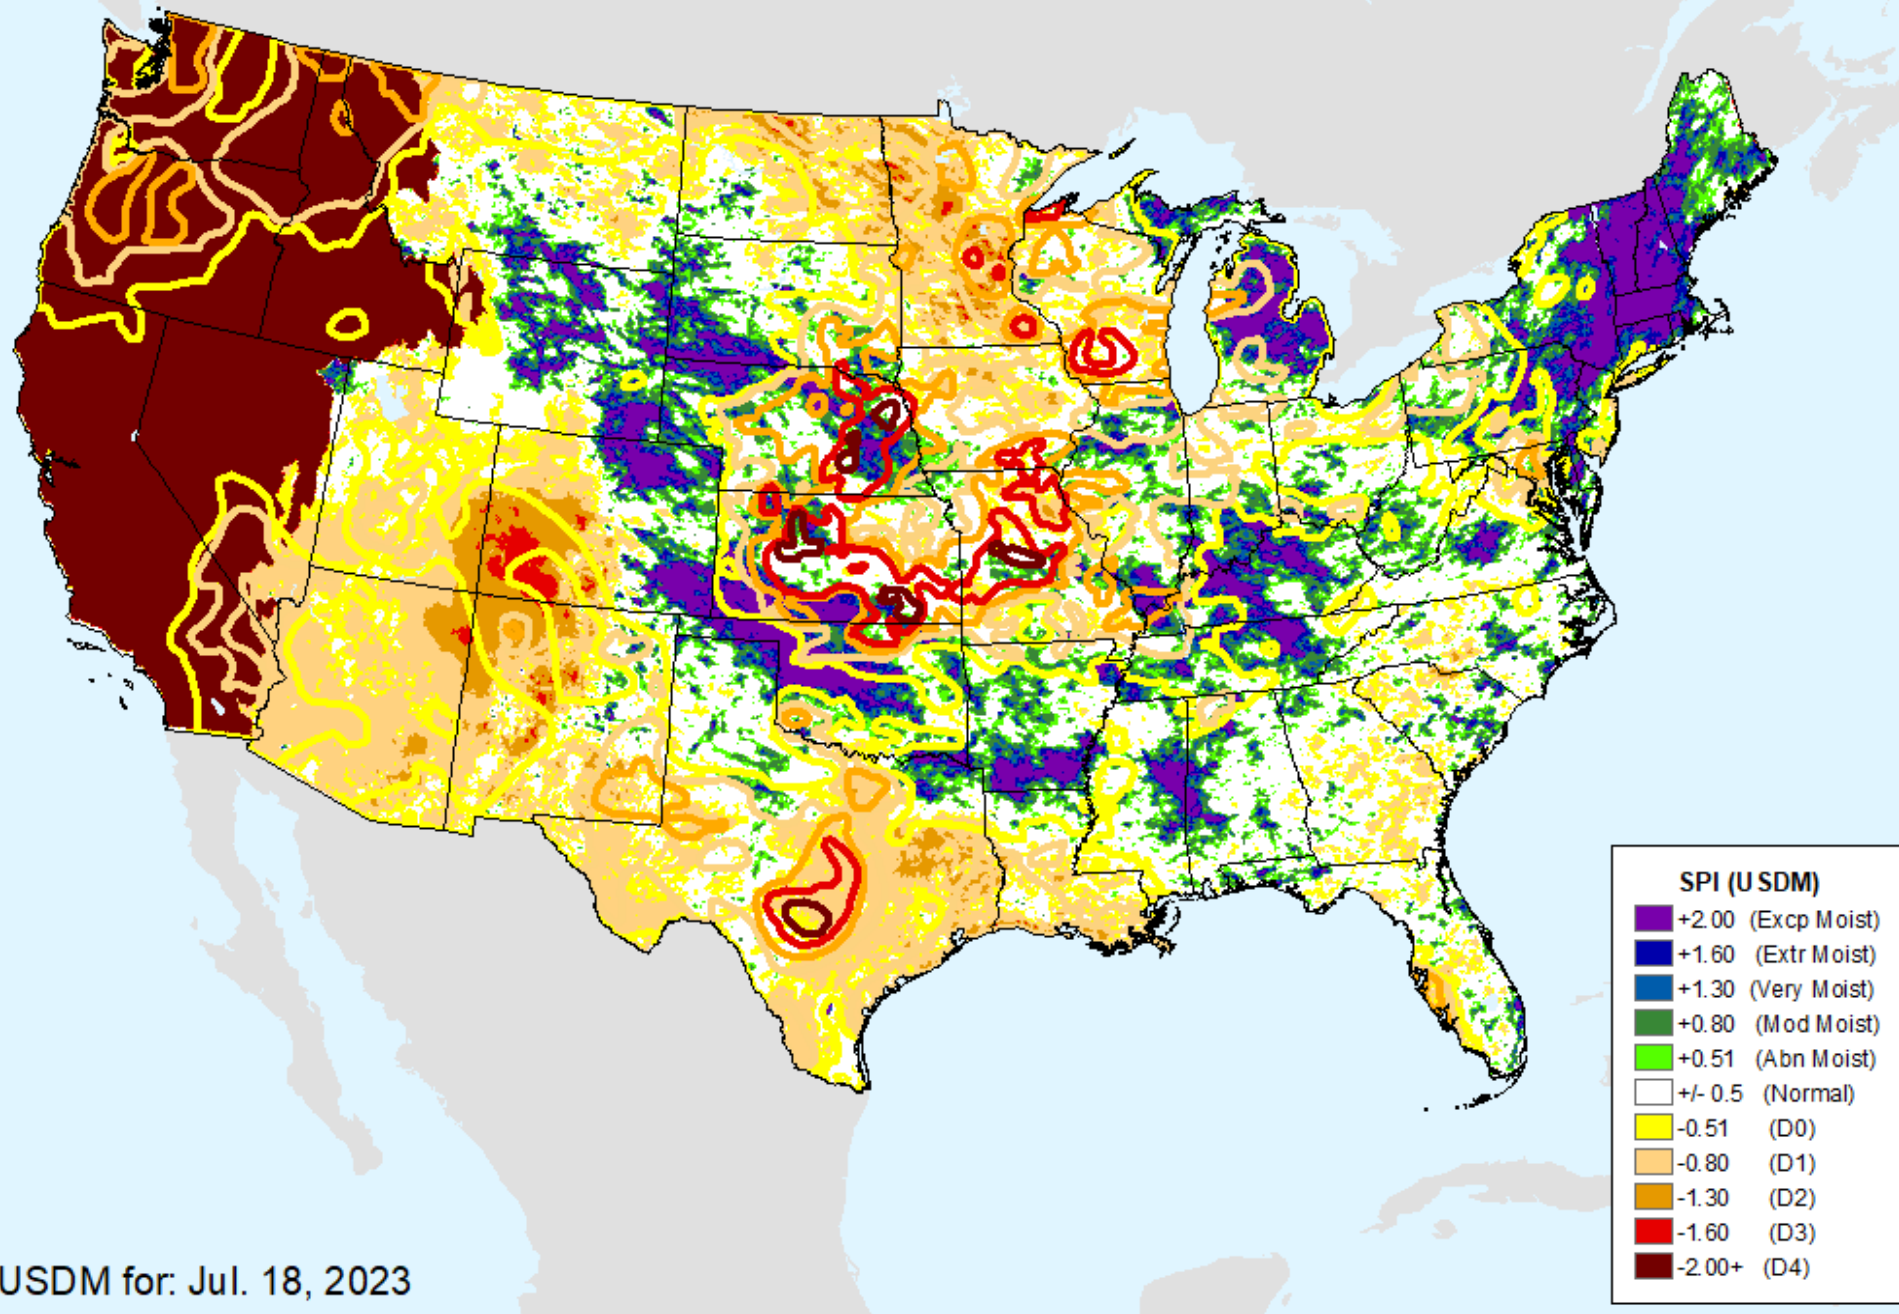 SPI (USDM)
+2.00 (Excp Moist)
+1.60 (Extr Moist)
+1.30 (Very Moist)
+0.80 (Mod Moist)
+0.51 (Abn Moist)
+/- 0.5 (Normal)
-0.51 (D0)
-0.80 (D1)
-1.30 (D2)
-1.60 (D3)
-2.00+ (D4)
USDM for: Jul. 18, 2023